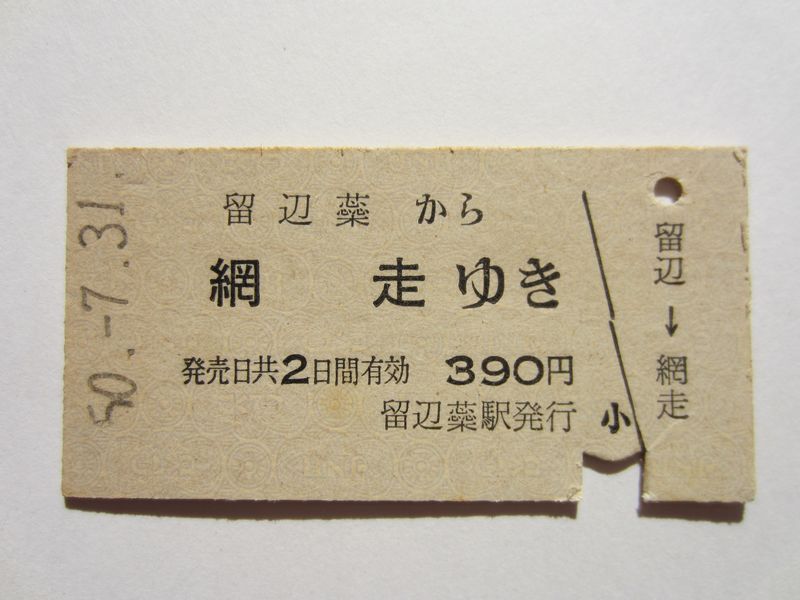 50.-7.31.
留辺蘂から
網走ゆき
発売日共2日間有効 390円
留辺蘂駅発行
小
留辺→網走